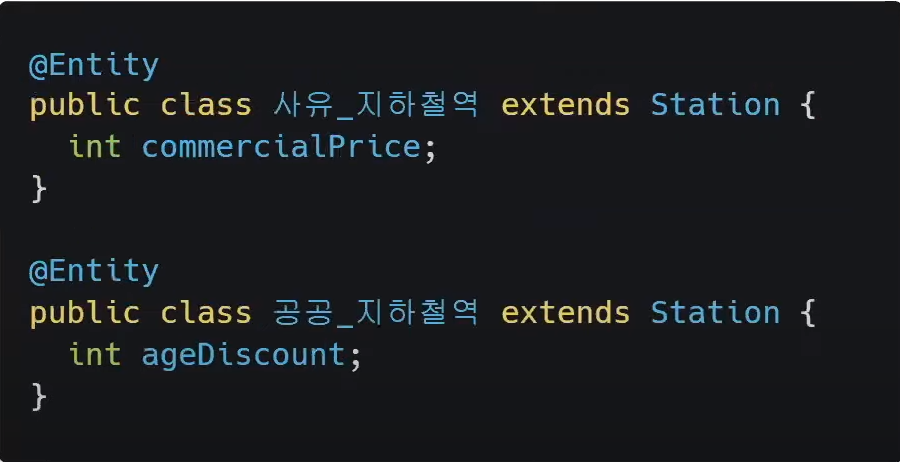 @Entity
public class 사유_지하철역 extends Station {
  int commercialPrice;
}
@Entity
public class 공공_지하철역 extends Station {
  int ageDiscount;
}